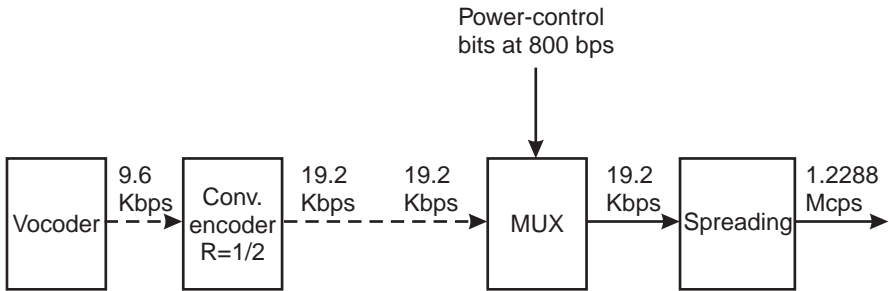 Power-control
bits at 800 bps
Vocoder
9.6
Kbps
Conv.
encoder
R=1/2
19.2
Kbps
19.2
Kbps
MUX
19.2
Kbps
Spreading
1.2288
Mcps